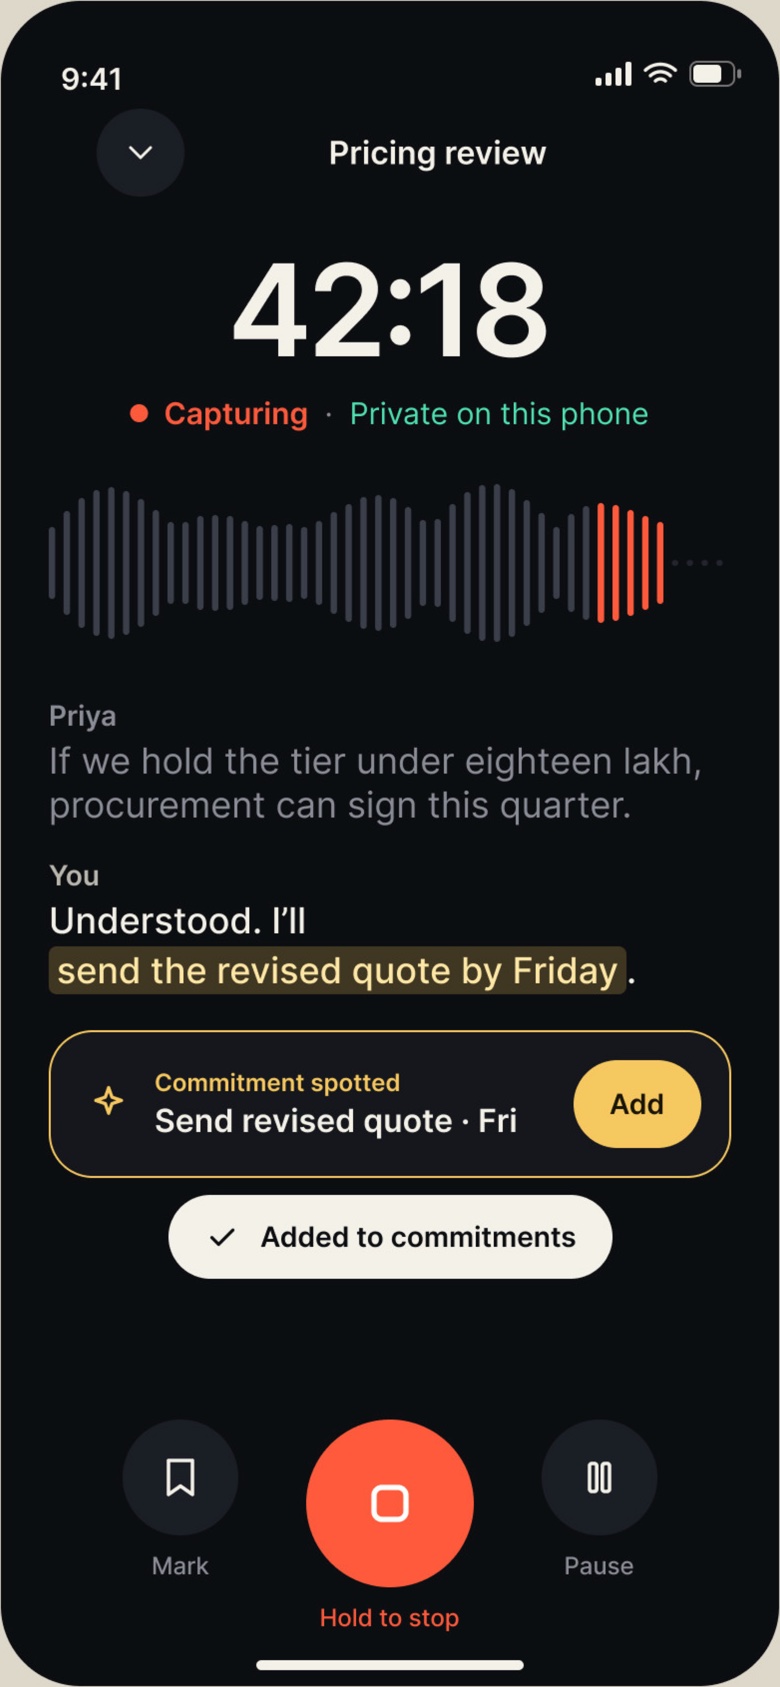 9:41
Pricing review
42:18
Capturing · Private on this phone
Priya
If we hold the tier under eighteen lakh,
procurement can sign this quarter.
You
Understood. I’ll
send the revised quote by Friday.
Commitment spotted
Send revised quote · Fri
Add
Added to commitments
Mark
Pause
Hold to stop